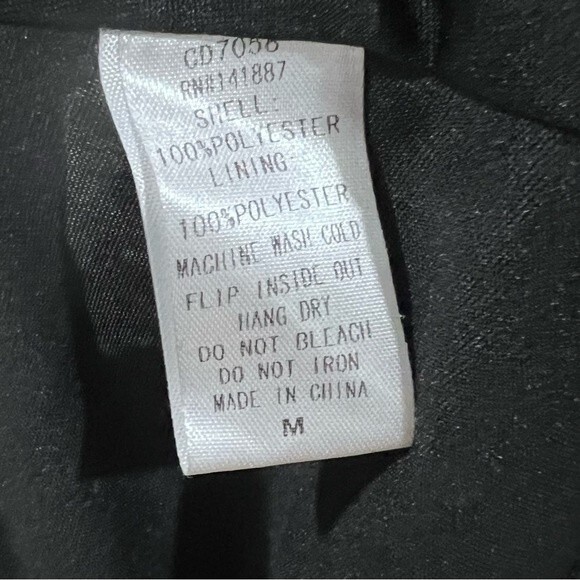 CD7058
RN#141887
SHELL:
100%POLYESTER
LINING:
100%POLYESTER
MACHINE WASH COLD
FLIP INSIDE OUT
HANG DRY
DO NOT BLEACH
DO NOT IRON
MADE IN CHINA
M